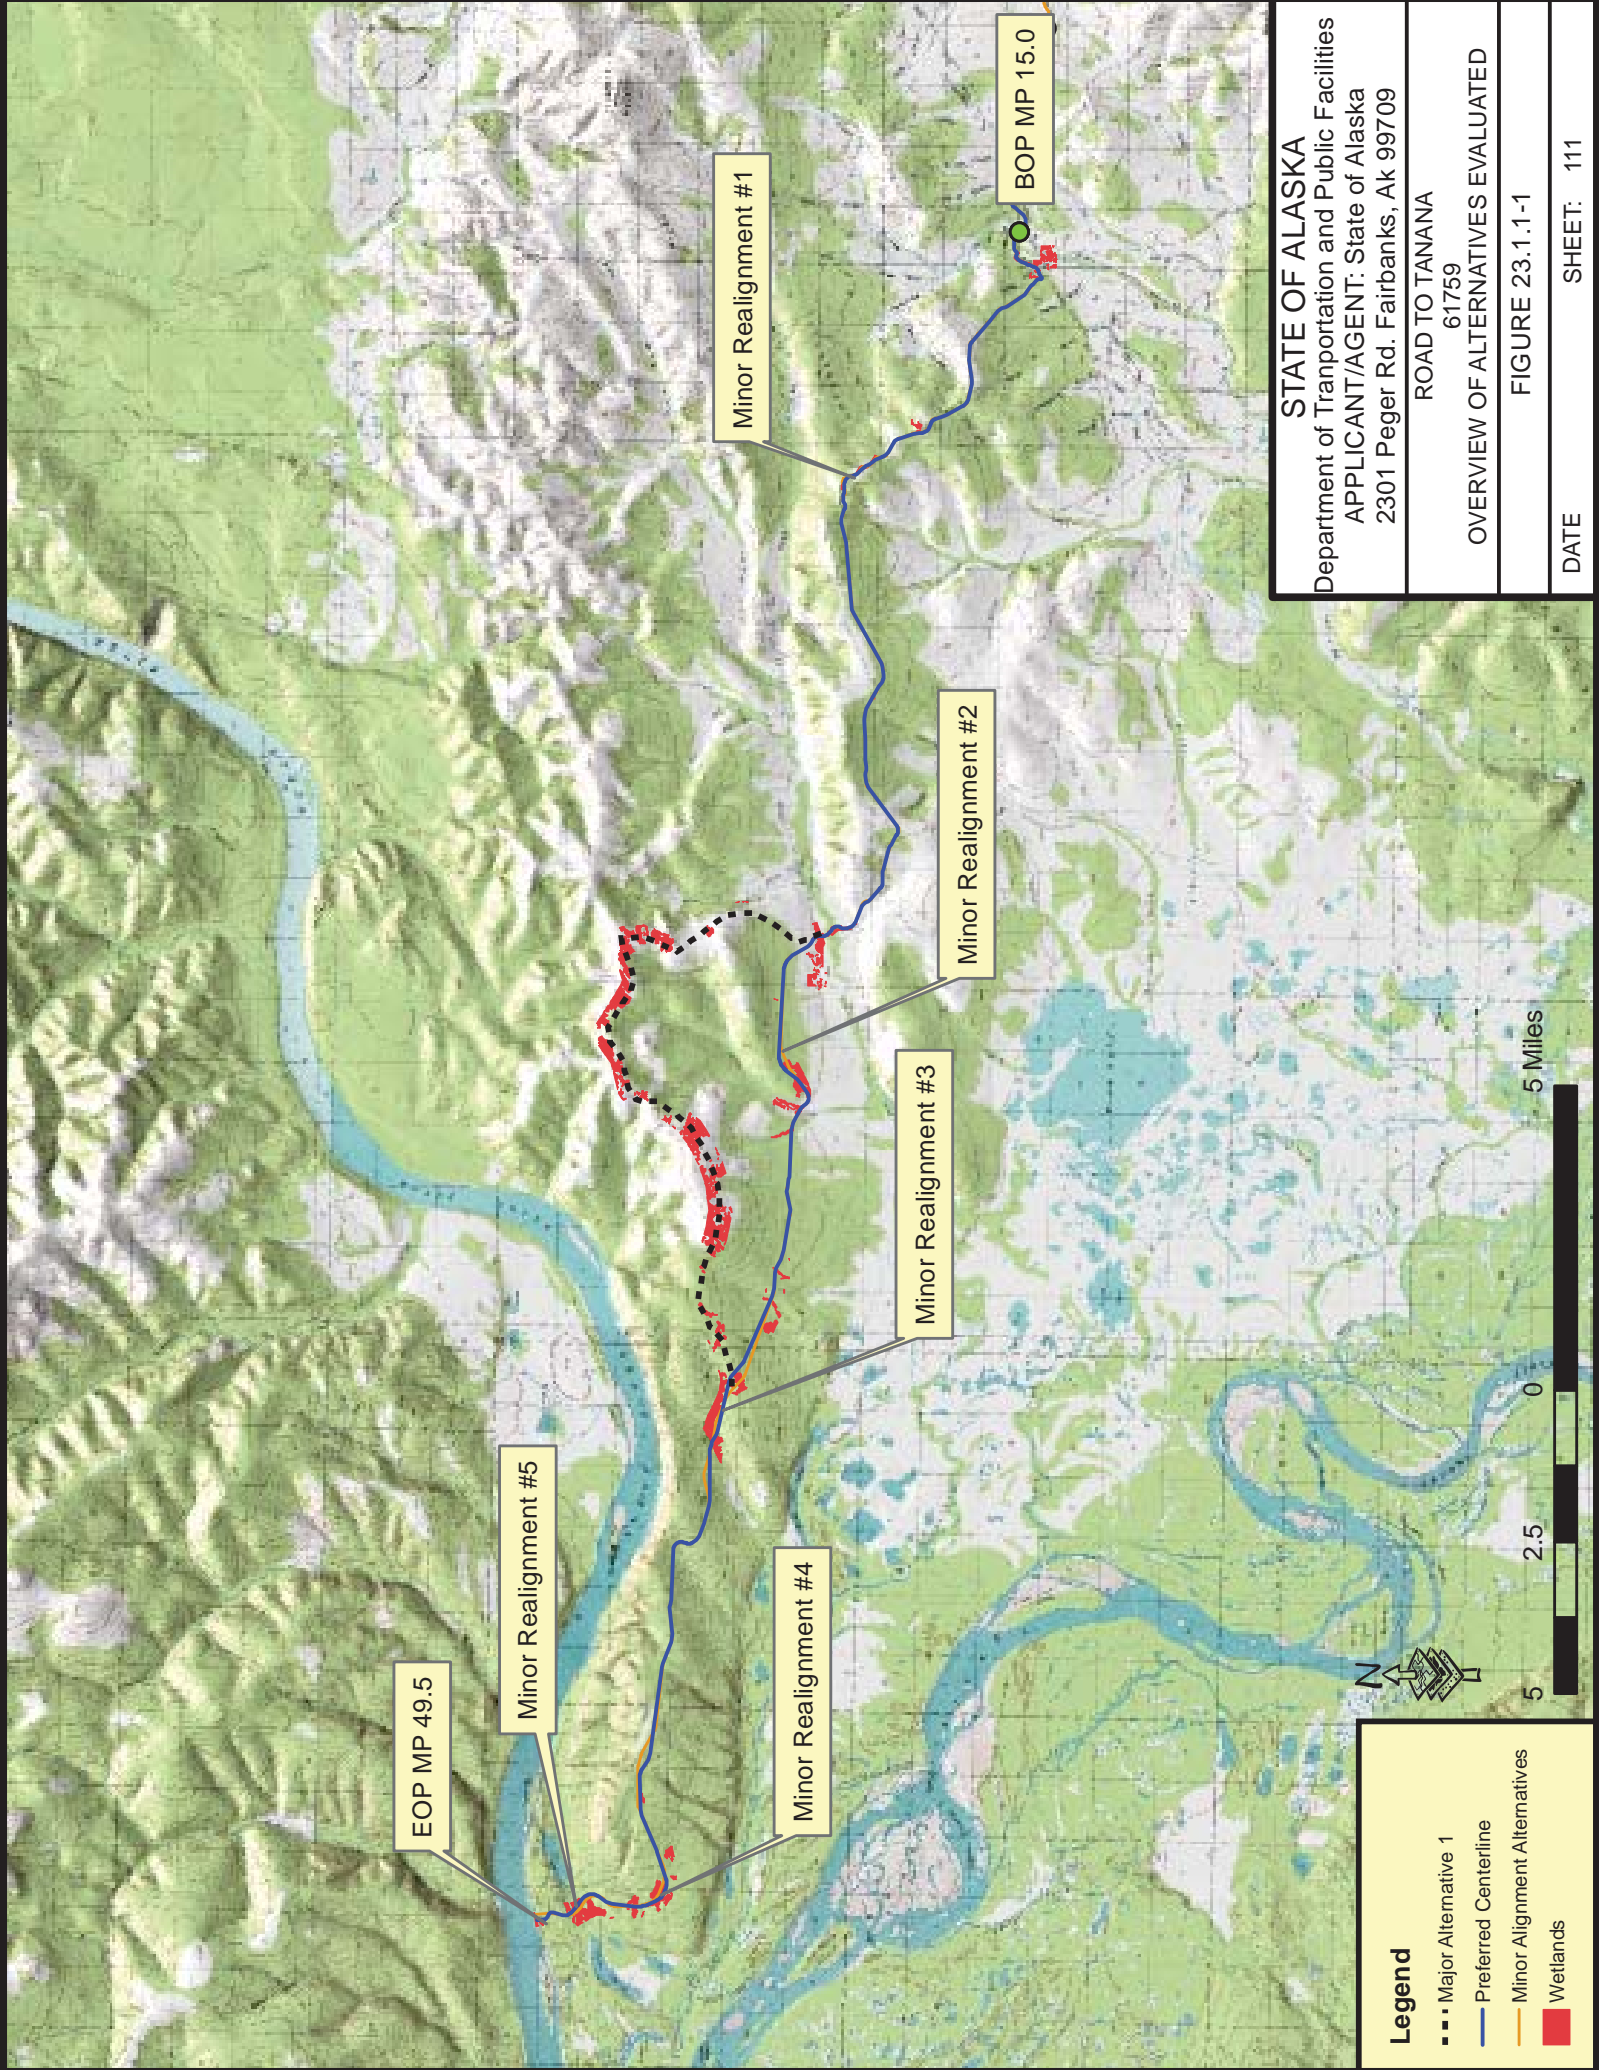 EOP MP 49.5
Minor Realignment #5
Minor Realignment #4
Minor Realignment #3
Minor Realignment #2
Minor Realignment #1
BOP MP 15.0
Legend
Major Alternative 1
Preferred Centerline
Minor Alignment Alternatives
Wetlands
N
5 2.5 0 5 Miles
STATE OF ALASKA
Department of Tranportation and Public Facilities
APPLICANT/AGENT: State of Alaska
2301 Peger Rd. Fairbanks, Ak 99709
ROAD TO TANANA
61759
OVERVIEW OF ALTERNATIVES EVALUATED
FIGURE 23.1.1-1
DATE SHEET: 111